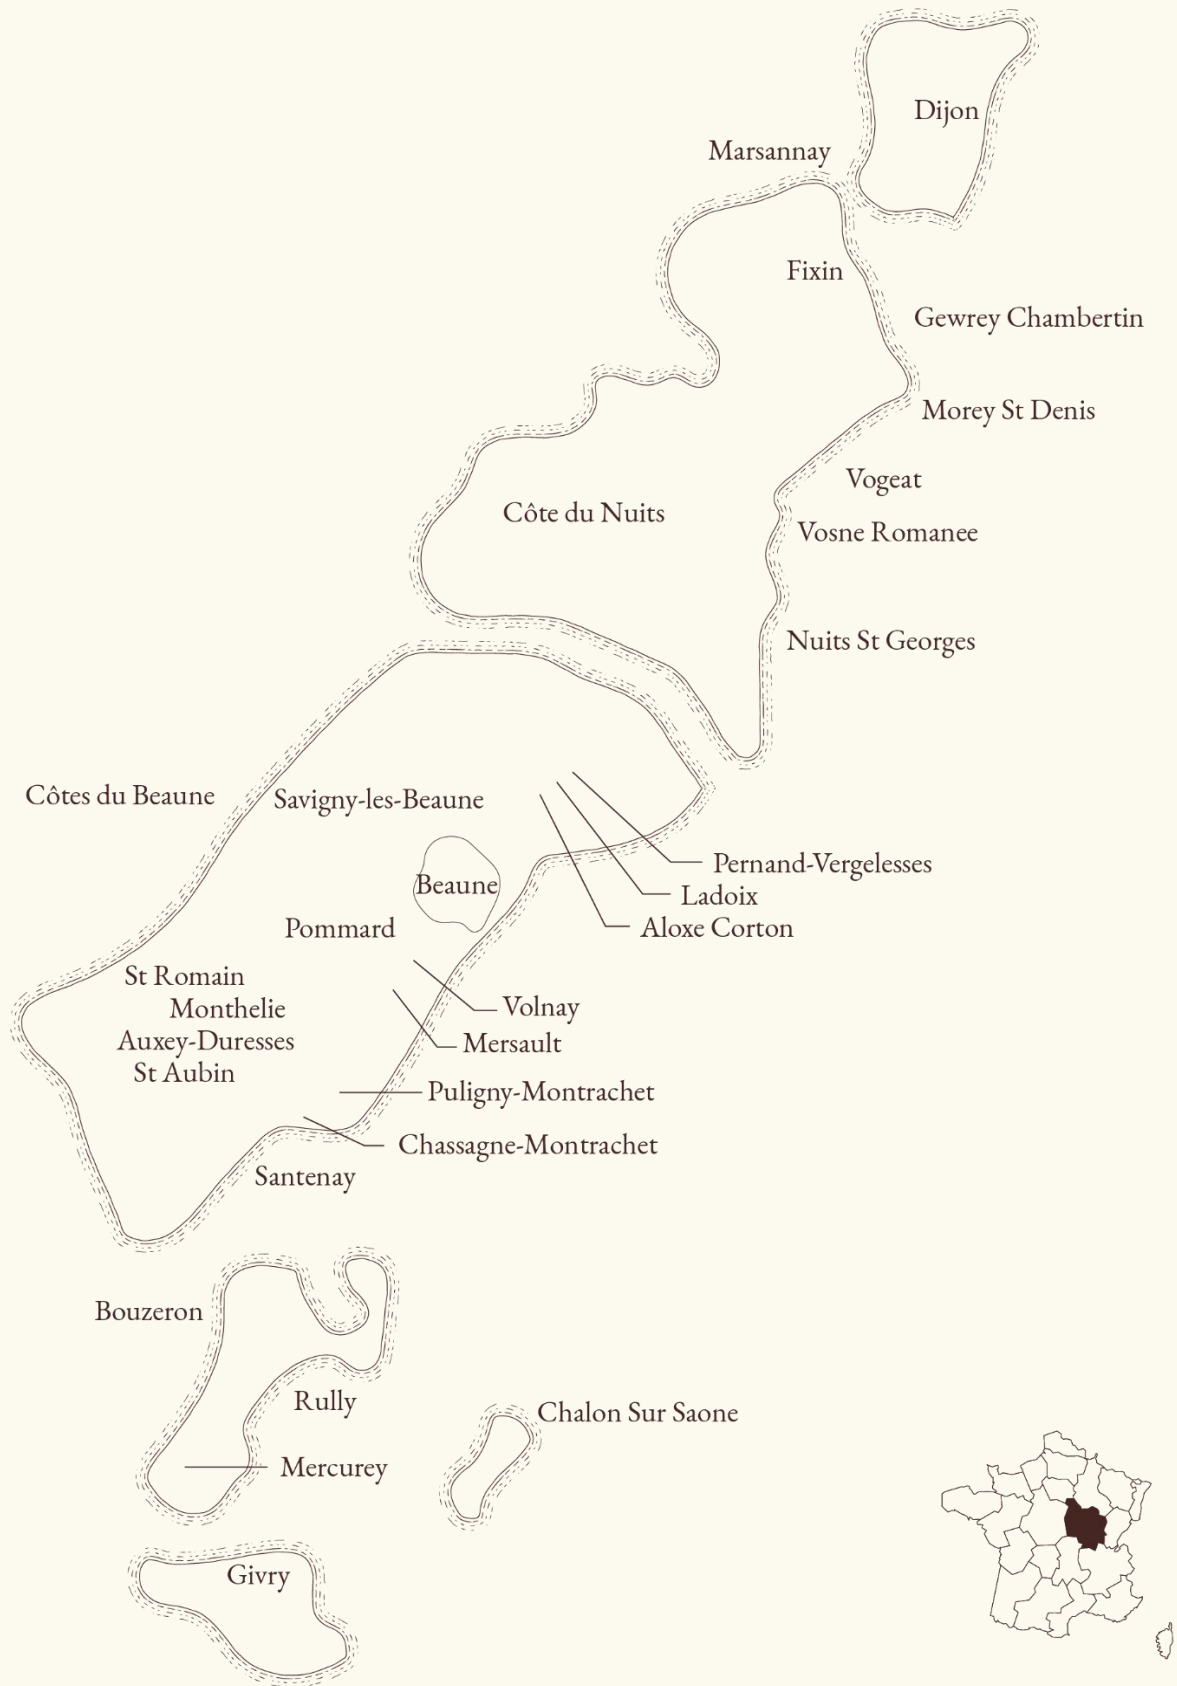 Dijon
Marsannay
Fixin
Gewrey Chambertin
Morey St Denis
Vogeat
Côte du Nuits
Vosne Romanee
Nuits St Georges
Côtes du Beaune
Savigny-les-Beaune
Pernand-Vergelesses
Beaune
Ladoix
Pommard
Aloxe Corton
St Romain
Monthelie
Volnay
Auxey-Duresses
Mersault
St Aubin
Puligny-Montrachet
Chassagne-Montrachet
Santenay
Bouzeron
Rully
Chalon Sur Saone
Mercurey
Givry